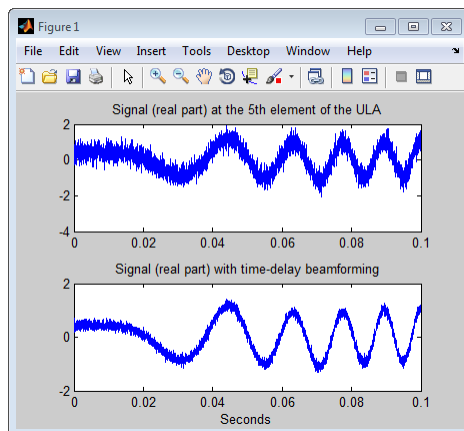 Figure 1
File Edit View Insert Tools Desktop Window Help
Signal (real part) at the 5th element of the ULA
2
0
-2
-4
0 0.02 0.04 0.06 0.08 0.1
Signal (real part) with time-delay beamforming
2
0
-2
0 0.02 0.04 0.06 0.08 0.1
Seconds